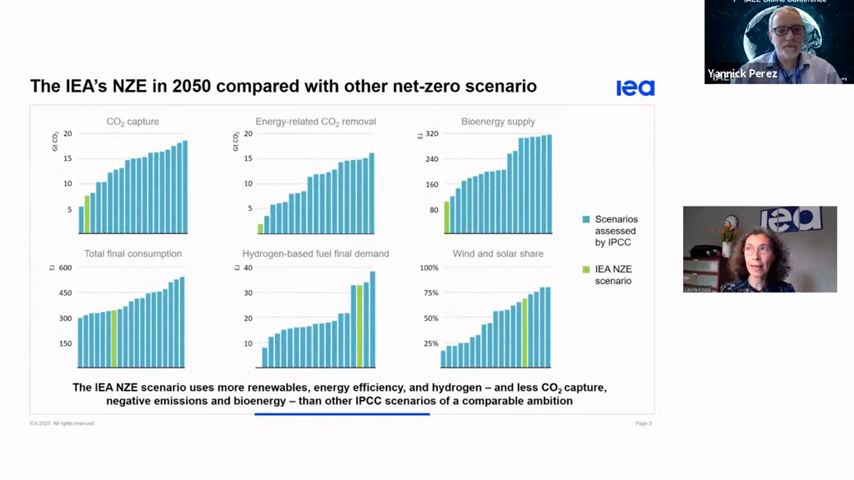 IAEE Online Conference
Yannick Perez
The IEA's NZE in 2050 compared with other net-zero scenario
iea
CO2 capture
Energy-related CO2 removal
Bioenergy supply
Gt CO2
20
15
10
5
Gt CO2
20
15
10
5
EJ
320
240
160
80
Total final consumption
Hydrogen-based fuel final demand
Wind and solar share
EJ
600
450
300
150
EJ
40
30
20
10
100%
75%
50%
25%
Scenarios
assessed
by IPCC
IEA NZE
scenario
iea
The IEA NZE scenario uses more renewables, energy efficiency, and hydrogen – and less CO2 capture,
negative emissions and bioenergy – than other IPCC scenarios of a comparable ambition
IEA 2021. All rights reserved.